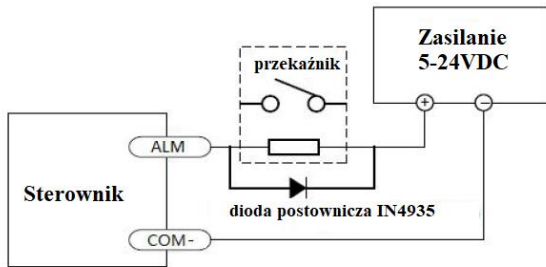 Zasilanie
5-24VDC
przekaźnik
+
−
ALM
Sterownik
dioda postownicza IN4935
COM-